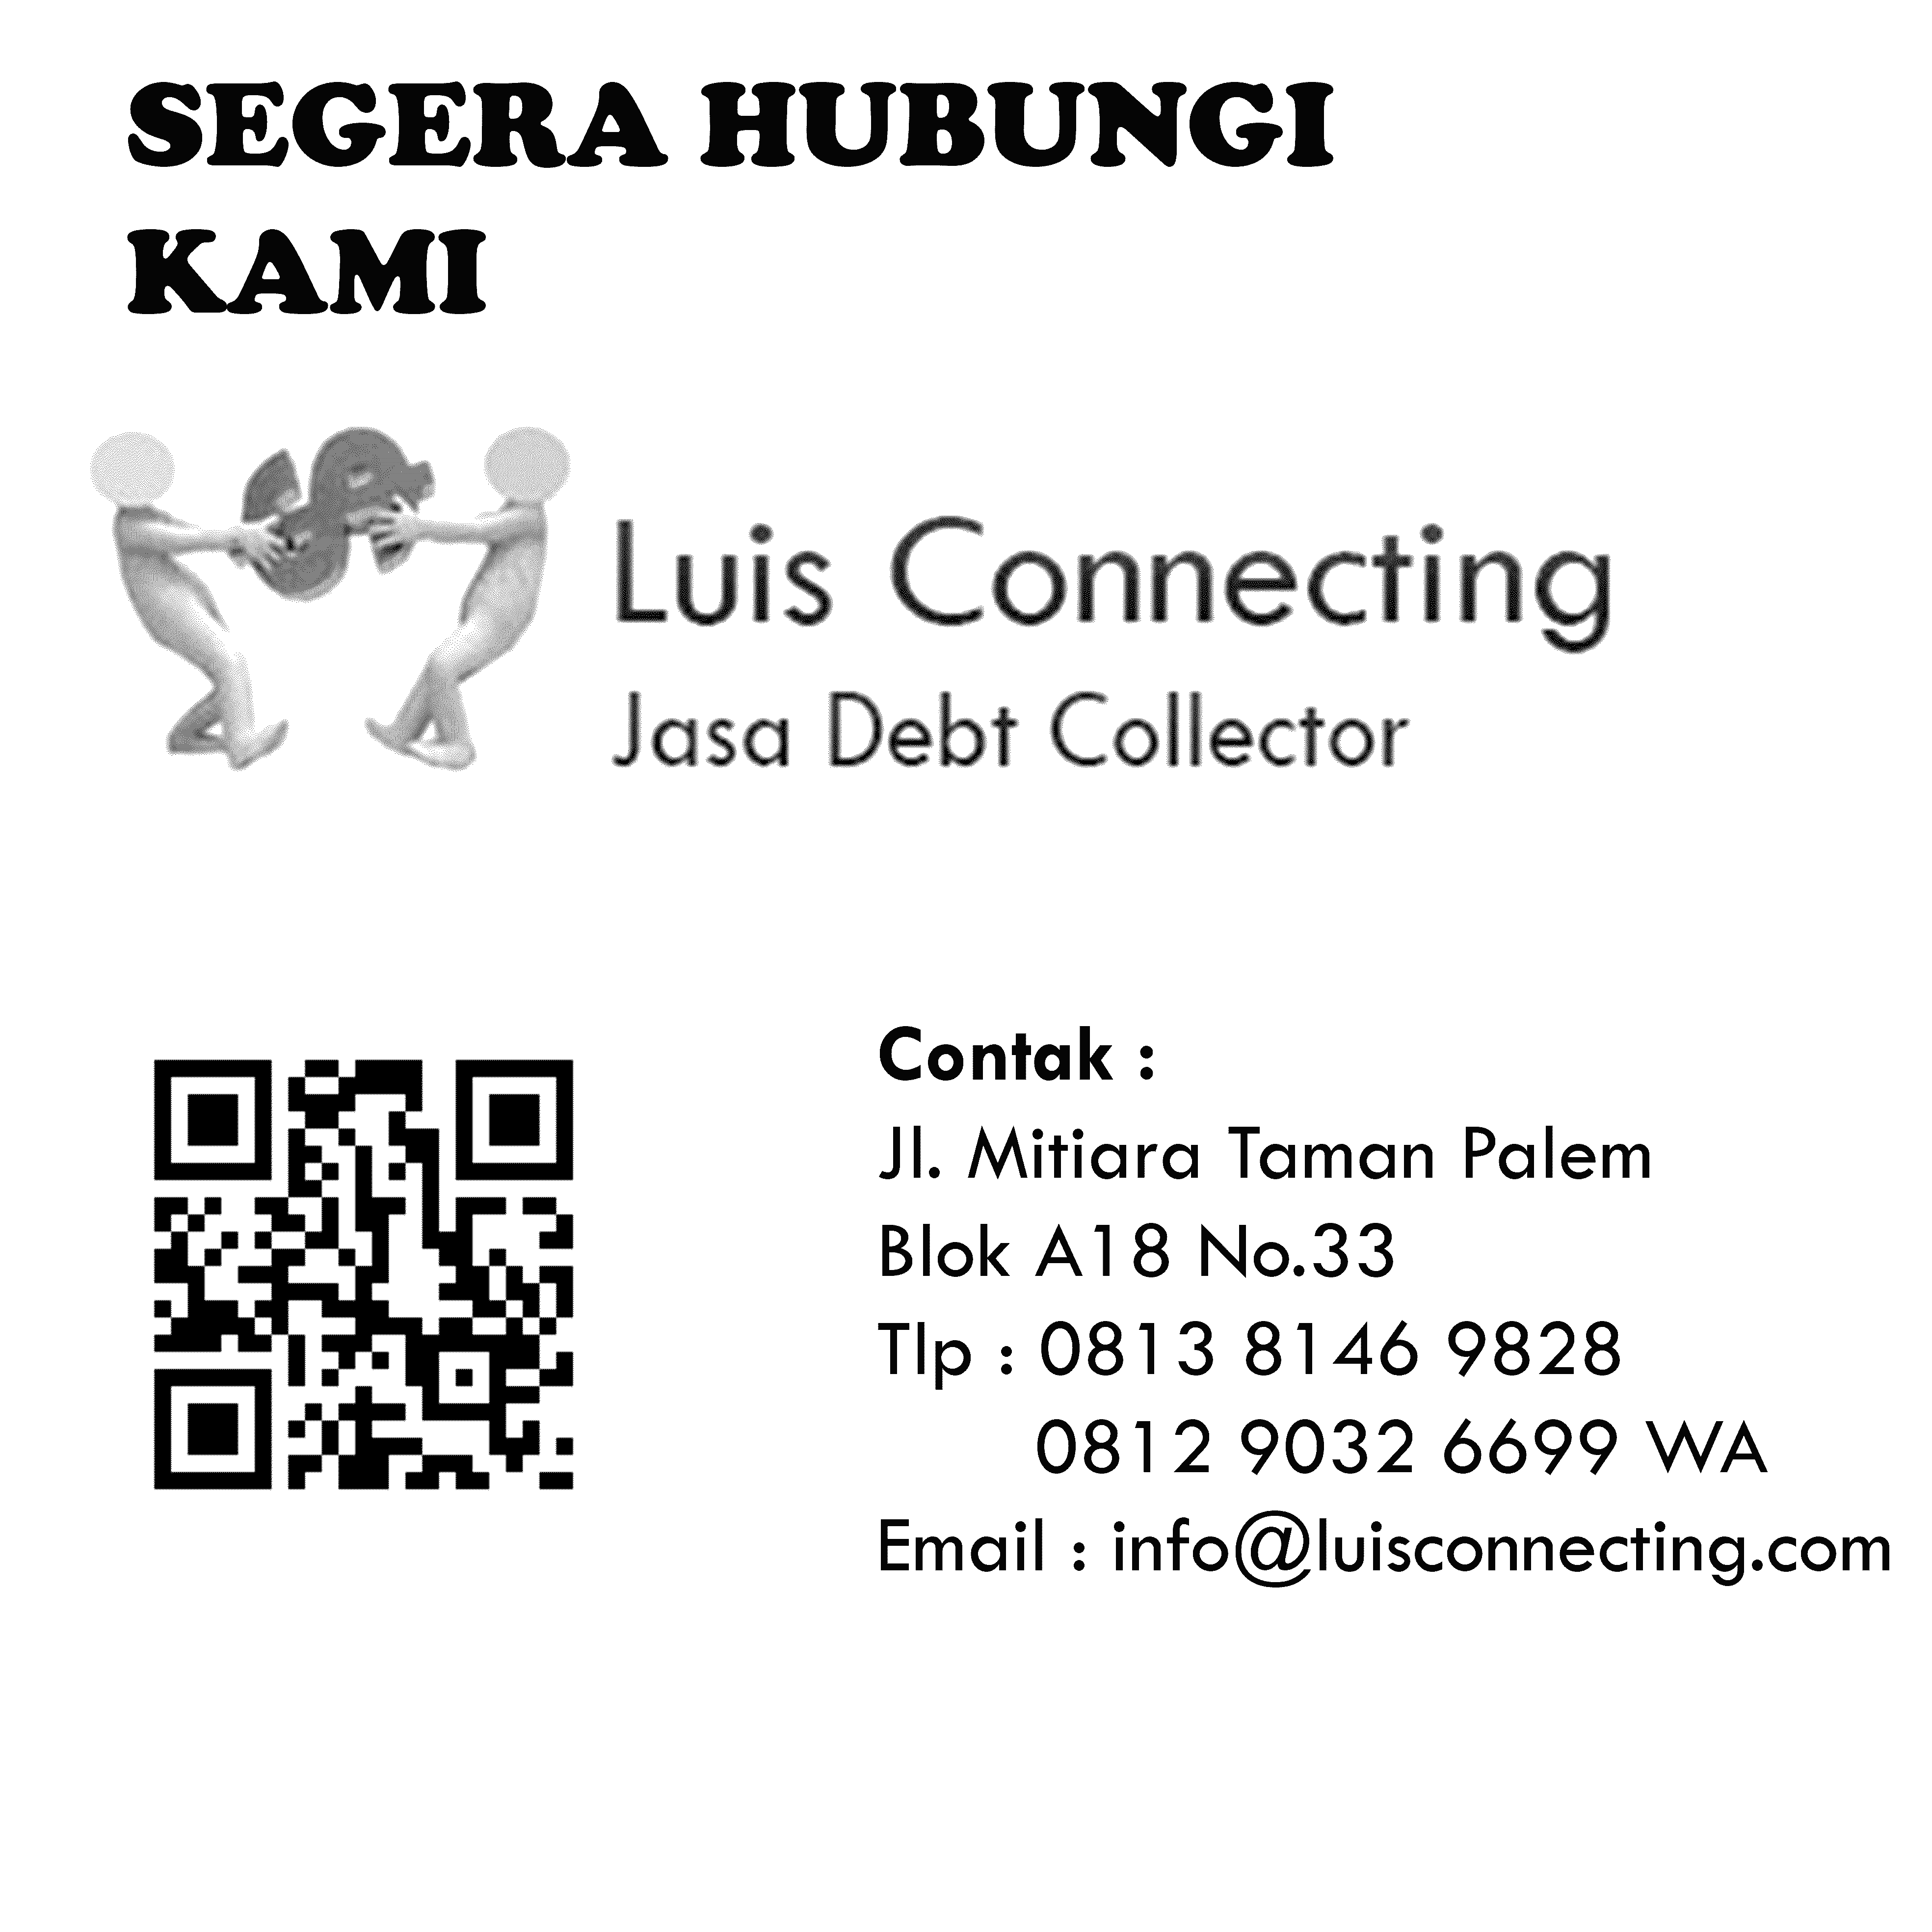 SEGERA HUBUNGI
KAMI
Luis Connecting
Jasa Debt Collector
Contak :
Jl. Mitiara Taman Palem
Blok A18 No.33
Tlp : 0813 8146 9828
0812 9032 6699 WA
Email : info@luisconnecting.com